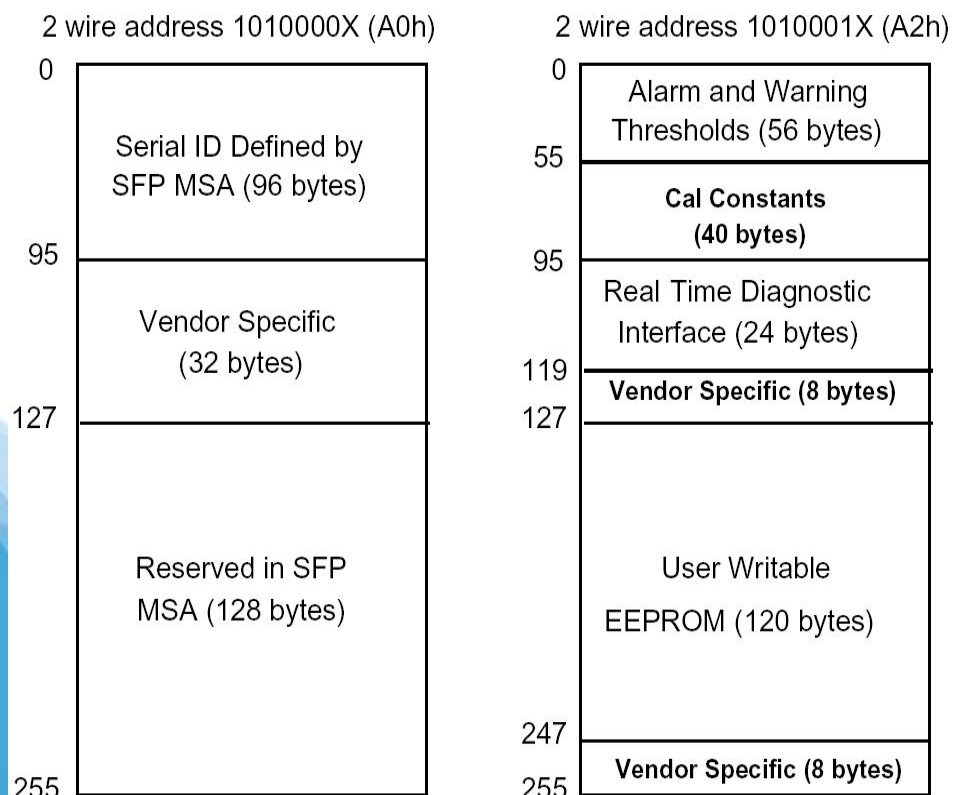 2 wire address 1010000X (A0h)
0
Serial ID Defined by
SFP MSA (96 bytes)
95
Vendor Specific
(32 bytes)
127
Reserved in SFP
MSA (128 bytes)
255
2 wire address 1010001X (A2h)
0
Alarm and Warning
Thresholds (56 bytes)
55
Cal Constants
(40 bytes)
95
Real Time Diagnostic
Interface (24 bytes)
119
Vendor Specific (8 bytes)
127
User Writable
EEPROM (120 bytes)
247
Vendor Specific (8 bytes)
255